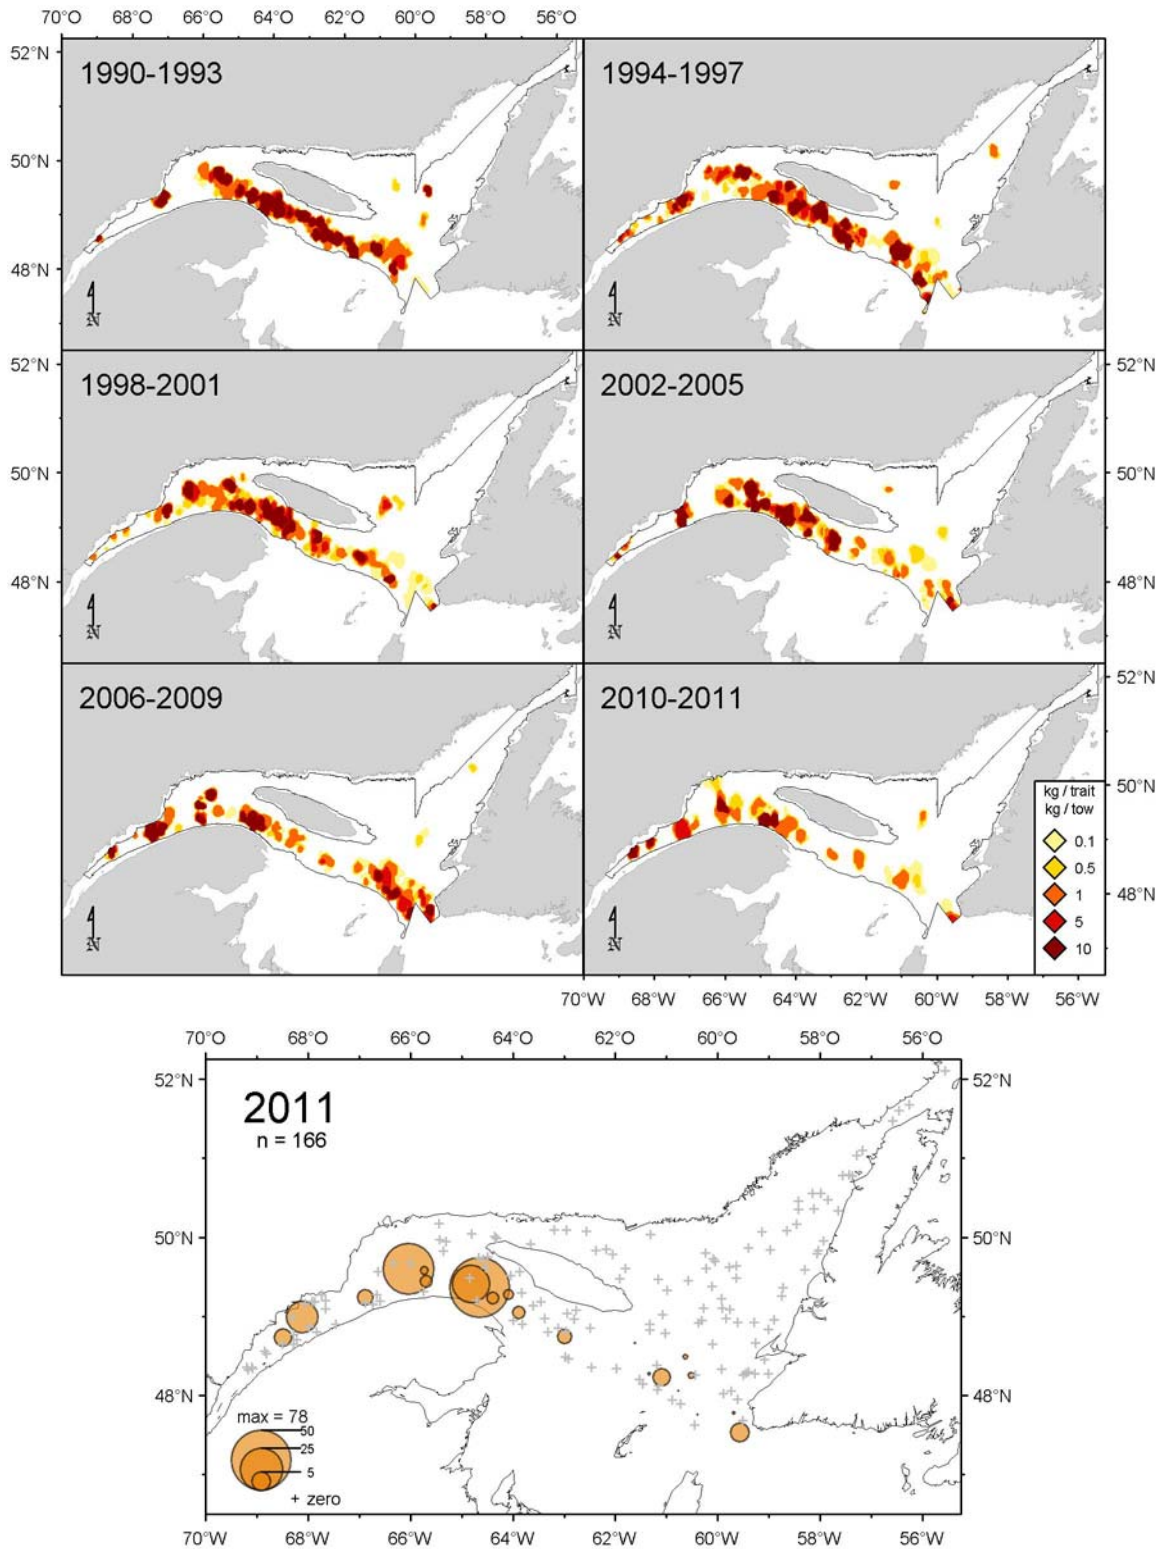 70°O 68°O 66°O 64°O 62°O 60°O 58°O 56°O
52°N
1990-1993
1994-1997
50°N
48°N
N
N
52°N 52°N
1998-2001
2002-2005
50°N 50°N
48°N 48°N
N
N
52°N
2006-2009
2010-2011
50°N
kg / trait
kg / tow
0.1
0.5
1
5
10
48°N
N
N
70°W 68°W 66°W 64°W 62°W 60°W 58°W 56°W
70°O 68°O 66°O 64°O 62°O 60°O 58°O 56°O
52°N 52°N
2011
n = 166
50°N 50°N
48°N 48°N
max = 78
50
25
5
+ zero
70°W 68°W 66°W 64°W 62°W 60°W 58°W 56°W